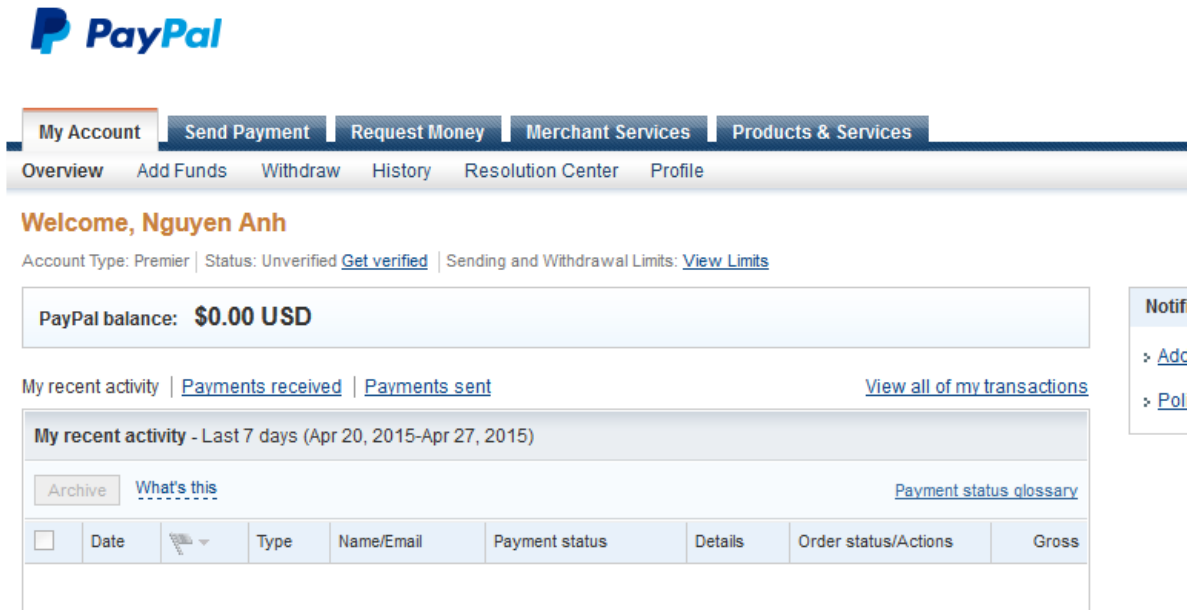 PayPal
My Account Send Payment Request Money Merchant Services Products & Services
Overview Add Funds Withdraw History Resolution Center Profile
Welcome, Nguyen Anh
Account Type: Premier Status: Unverified Get verified Sending and Withdrawal Limits: View Limits
PayPal balance: $0.00 USD
Notif
My recent activity Payments received Payments sent View all of my transactions
My recent activity - Last 7 days (Apr 20, 2015-Apr 27, 2015)
Archive What's this Payment status glossary
Date Type Name/Email Payment status Details Order status/Actions Gross